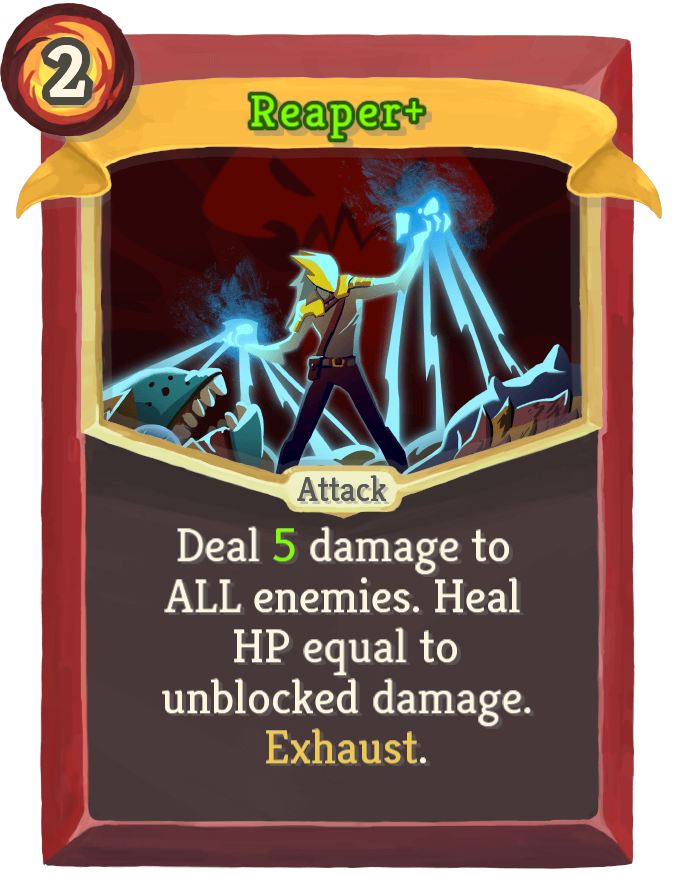 2
Reaper+
Attack
Deal 5 damage to
ALL enemies. Heal
HP equal to
unblocked damage.
Exhaust.